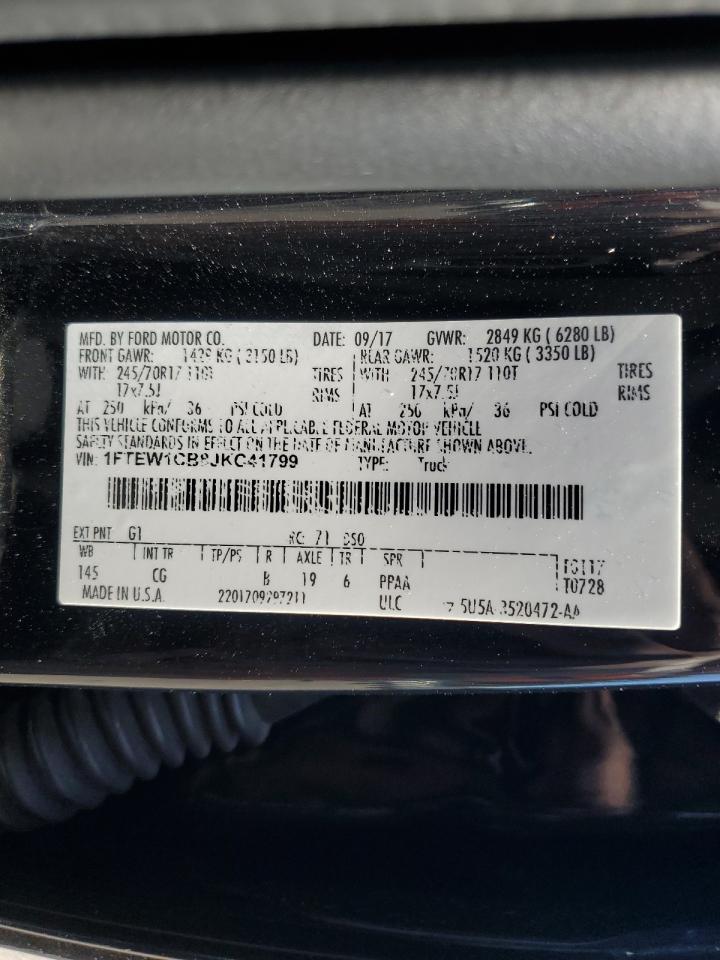 MFD. BY FORD MOTOR CO. DATE: 09/17 GVWR: 2849 KG ( 6280 LB)
FRONT GAWR: KG ( LB) REAR GAWR: 1520 KG ( 3350 LB)
WITH 245/70R17 TIRES WITH 245/70R17 110T TIRES
17x7.5J RIMS 17x7.5J RIMS
AT 250 kPa/ 36 PSI COLD AT kPa/ 36 PSI COLD
THIS VEHICLE CONFORMS TO ALL APPLICABLE FEDERAL MOTOR VEHICLE
SAFETY STANDARDS IN EFFECT ON THE DATE OF MANUFACTURE SHOWN ABOVE.
VIN: TYPE: Truck
EXT PNT G1 RC: 71 DSO
WB INT TR TP/PS R AXLE TR SPR
145 CG B 19 6 PPAA T0728
MADE IN U.S.A. ULC